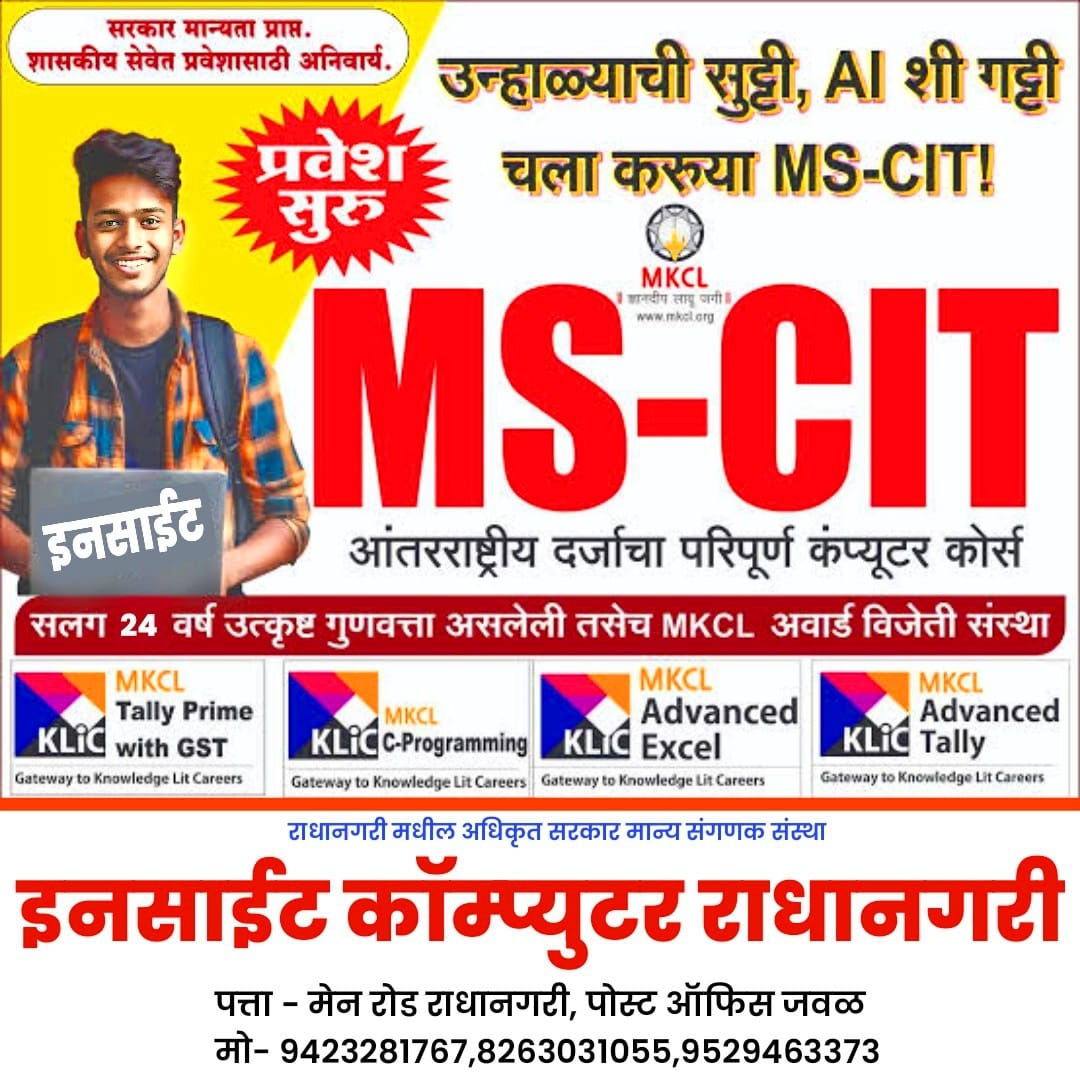 सरकार मान्यता प्राप्त.
शासकीय सेवेत प्रवेशासाठी अनिवार्य.
उन्हाळ्याची सुट्टी, AI शी गट्टी
चला करुया MS-CIT!
प्रवेश
सुरु
MKCL
|| ज्ञानदीप लावू जगी ||
www.mkcl.org
MS-CIT
इनसाईट
आंतरराष्ट्रीय दर्जाचा परिपूर्ण कंप्यूटर कोर्स
सलग 24 वर्ष उत्कृष्ट गुणवत्ता असलेली तसेच MKCL अवार्ड विजेती संस्था
MKCL
Tally Prime
KLiC with GST
Gateway to Knowledge Lit Careers
MKCL
KLiC C-Programming
Gateway to Knowledge Lit Careers
MKCL
Advanced
KLiC Excel
Gateway to Knowledge Lit Careers
MKCL
Advanced
KLiC Tally
Gateway to Knowledge Lit Careers
राधानगरी मधील अधिकृत सरकार मान्य संगणक संस्था
इनसाईट कॉम्प्युटर राधानगरी
पत्ता - मेन रोड राधानगरी, पोस्ट ऑफिस जवळ
मो- 9423281767,8263031055,9529463373